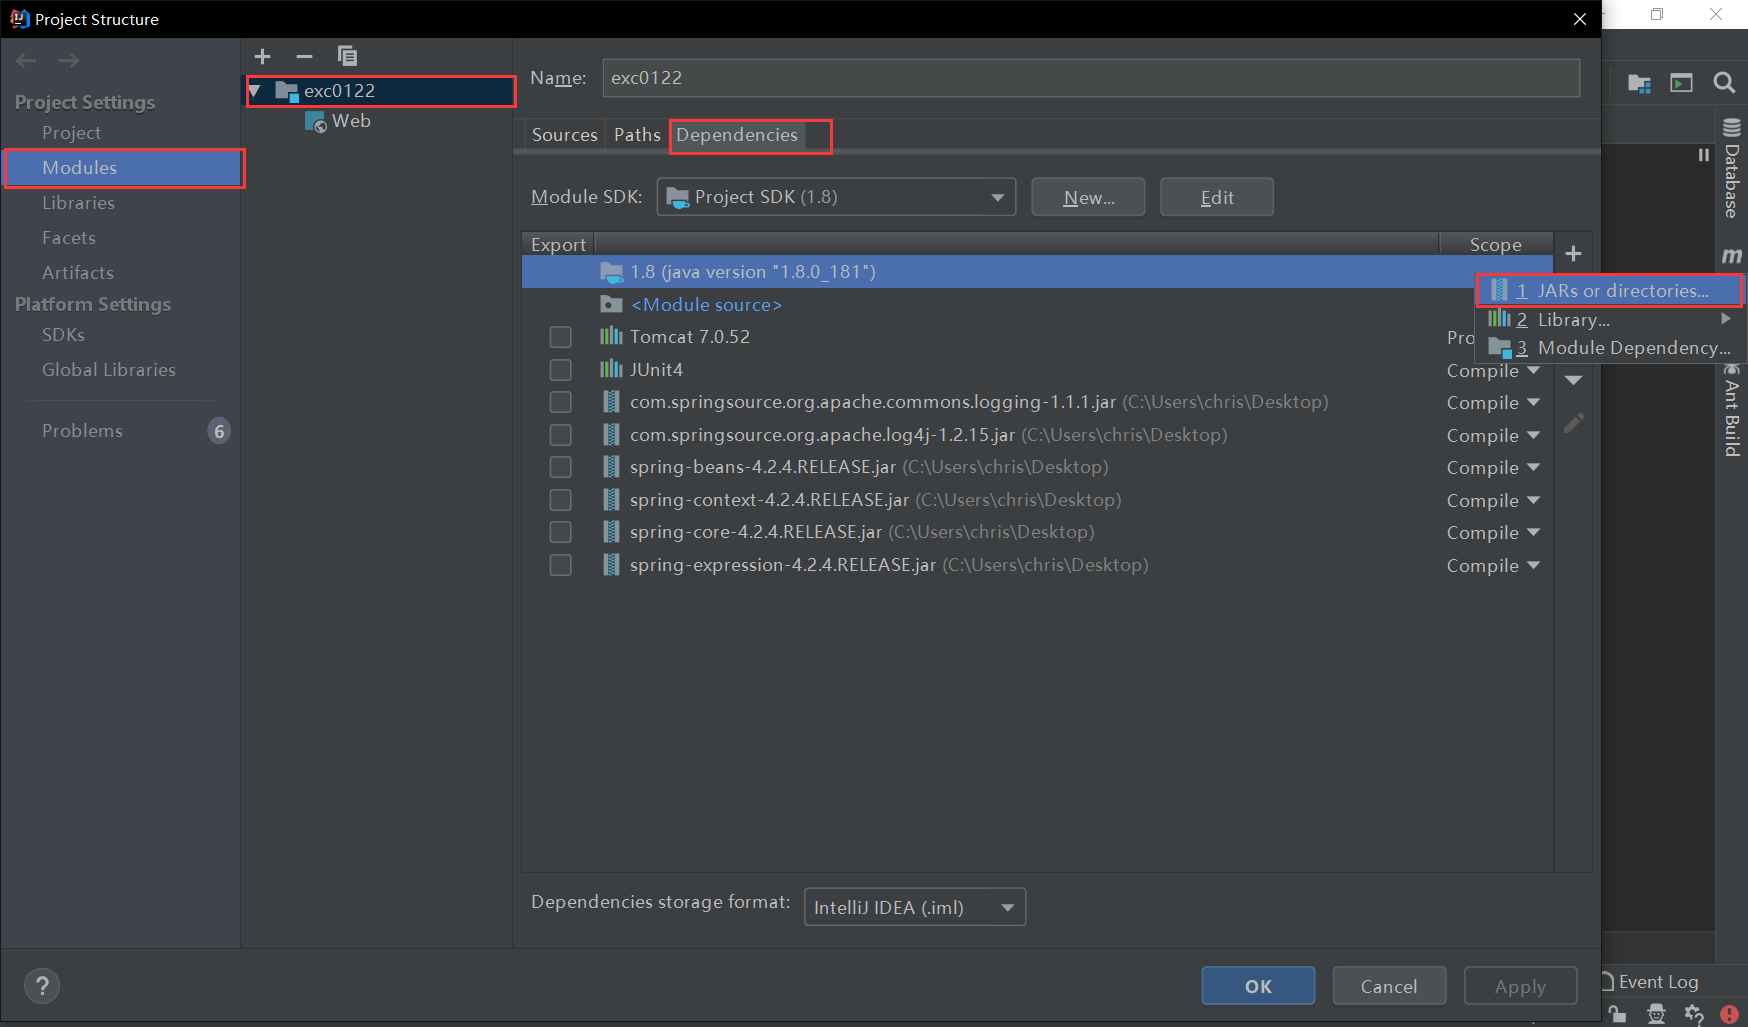 Project Structure
Project Settings
Project
Modules
Libraries
Facets
Artifacts
Platform Settings
SDKs
Global Libraries
Problems 6
exc0122
Web
Name: exc0122
Sources Paths Dependencies
Module SDK: Project SDK (1.8) New... Edit
Export Scope
1.8 (java version "1.8.0_181")
<Module source>
Tomcat 7.0.52 Pro
JUnit4 Compile
com.springsource.org.apache.commons.logging-1.1.1.jar (C:\Users\chris\Desktop) Compile
com.springsource.org.apache.log4j-1.2.15.jar (C:\Users\chris\Desktop) Compile
spring-beans-4.2.4.RELEASE.jar (C:\Users\chris\Desktop) Compile
spring-context-4.2.4.RELEASE.jar (C:\Users\chris\Desktop) Compile
spring-core-4.2.4.RELEASE.jar (C:\Users\chris\Desktop) Compile
spring-expression-4.2.4.RELEASE.jar (C:\Users\chris\Desktop) Compile
1 JARs or directories...
2 Library...
3 Module Dependency...
Dependencies storage format: IntelliJ IDEA (.iml)
? OK Cancel Apply
Database
m
Ant Build
Event Log